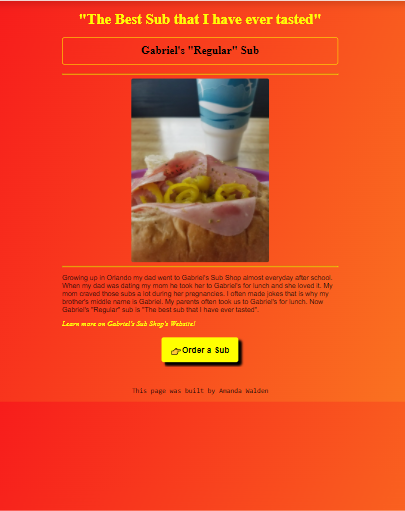 "The Best Sub that I have ever tasted"
Gabriel's "Regular" Sub
Growing up in Orlando my dad went to Gabriel's Sub Shop almost everyday after school.
When my dad was dating my mom he took her to Gabriel's for lunch and she loved it. My
mom craved those subs a lot during her pregnancies. I often made jokes that is why my
brother's middle name is Gabriel. My parents often took us to Gabriel's for lunch. Now
Gabriel's "Regular" sub is "The best sub that I have ever tasted".
Learn more on Gabriel's Sub Shop's Website!
👉Order a Sub
This page was built by Amanda Walden